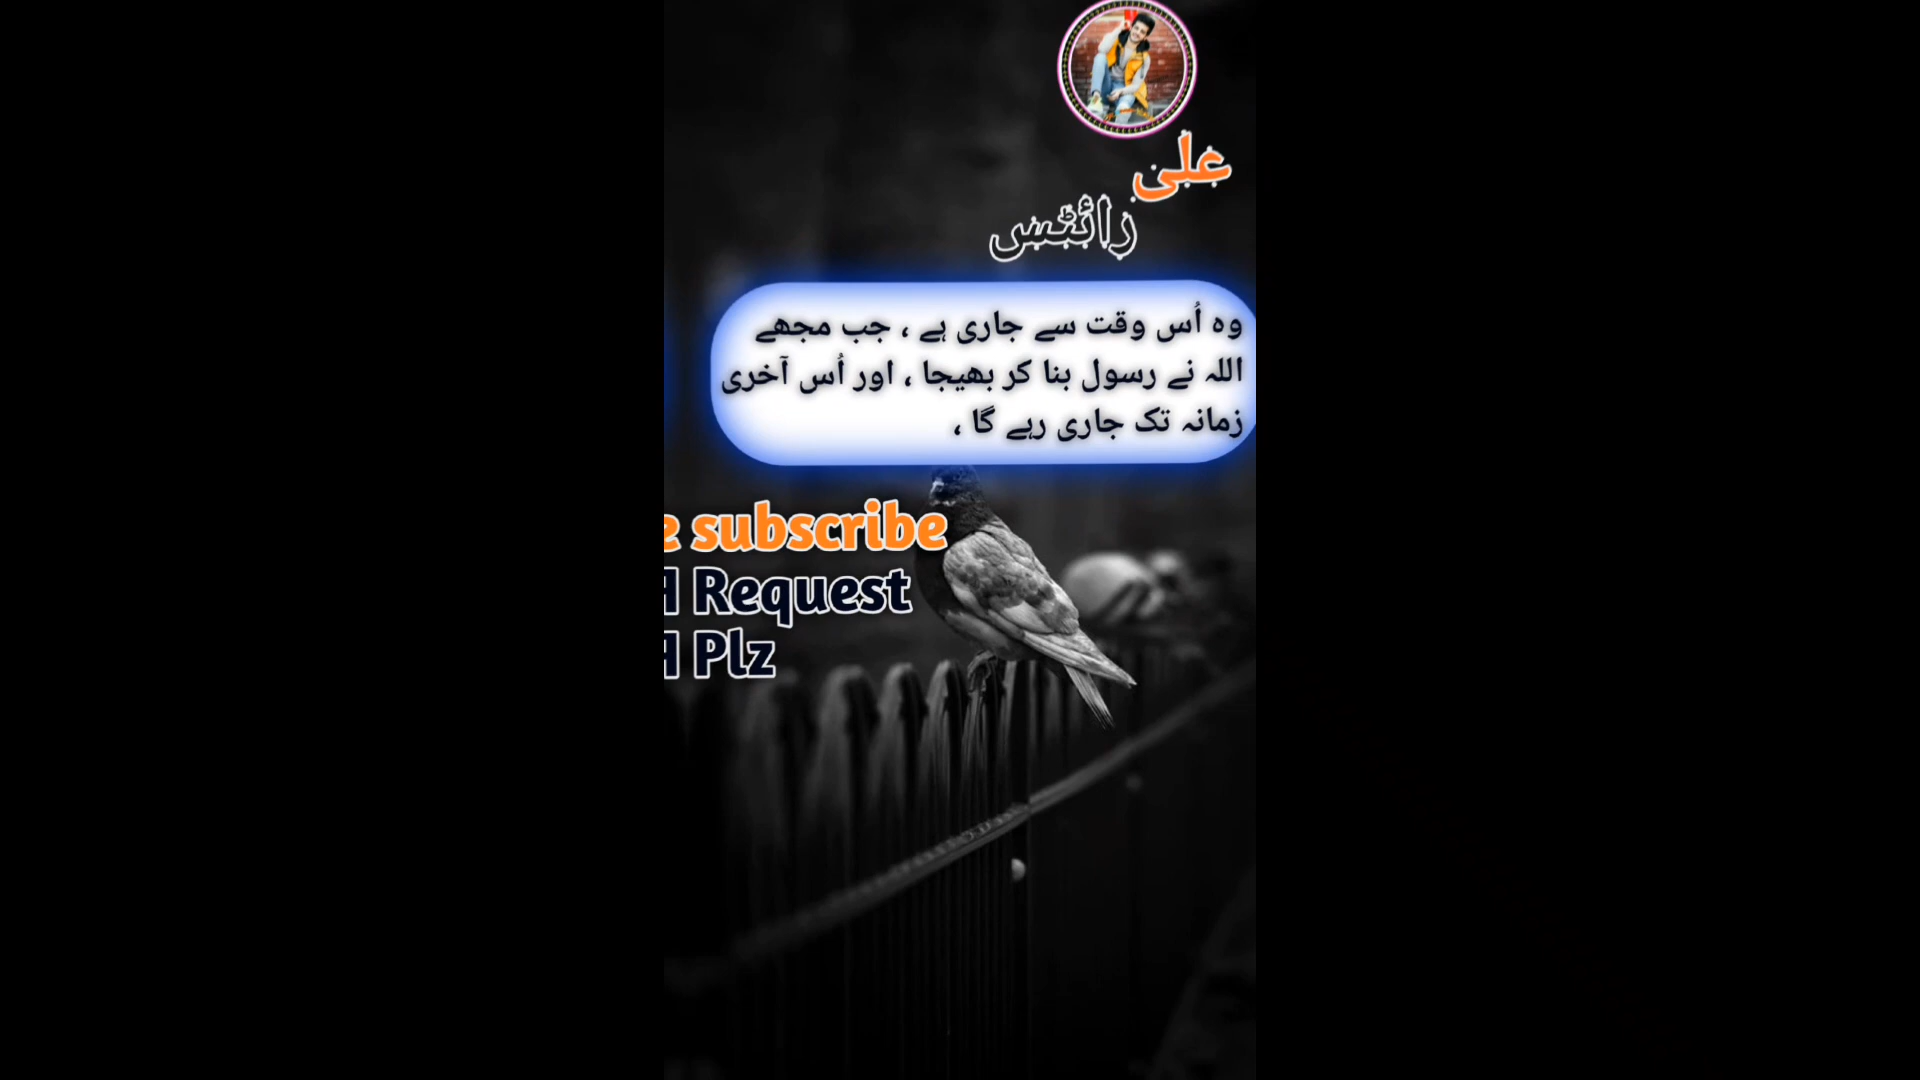 علی
رائٹس
وہ اُس وقت سے جاری ہے ، جب مجھے
اللہ نے رسول بنا کر بھیجا ، اور اُس آخری
زمانہ تک جاری رہے گا ،
subscribe
Request
Plz